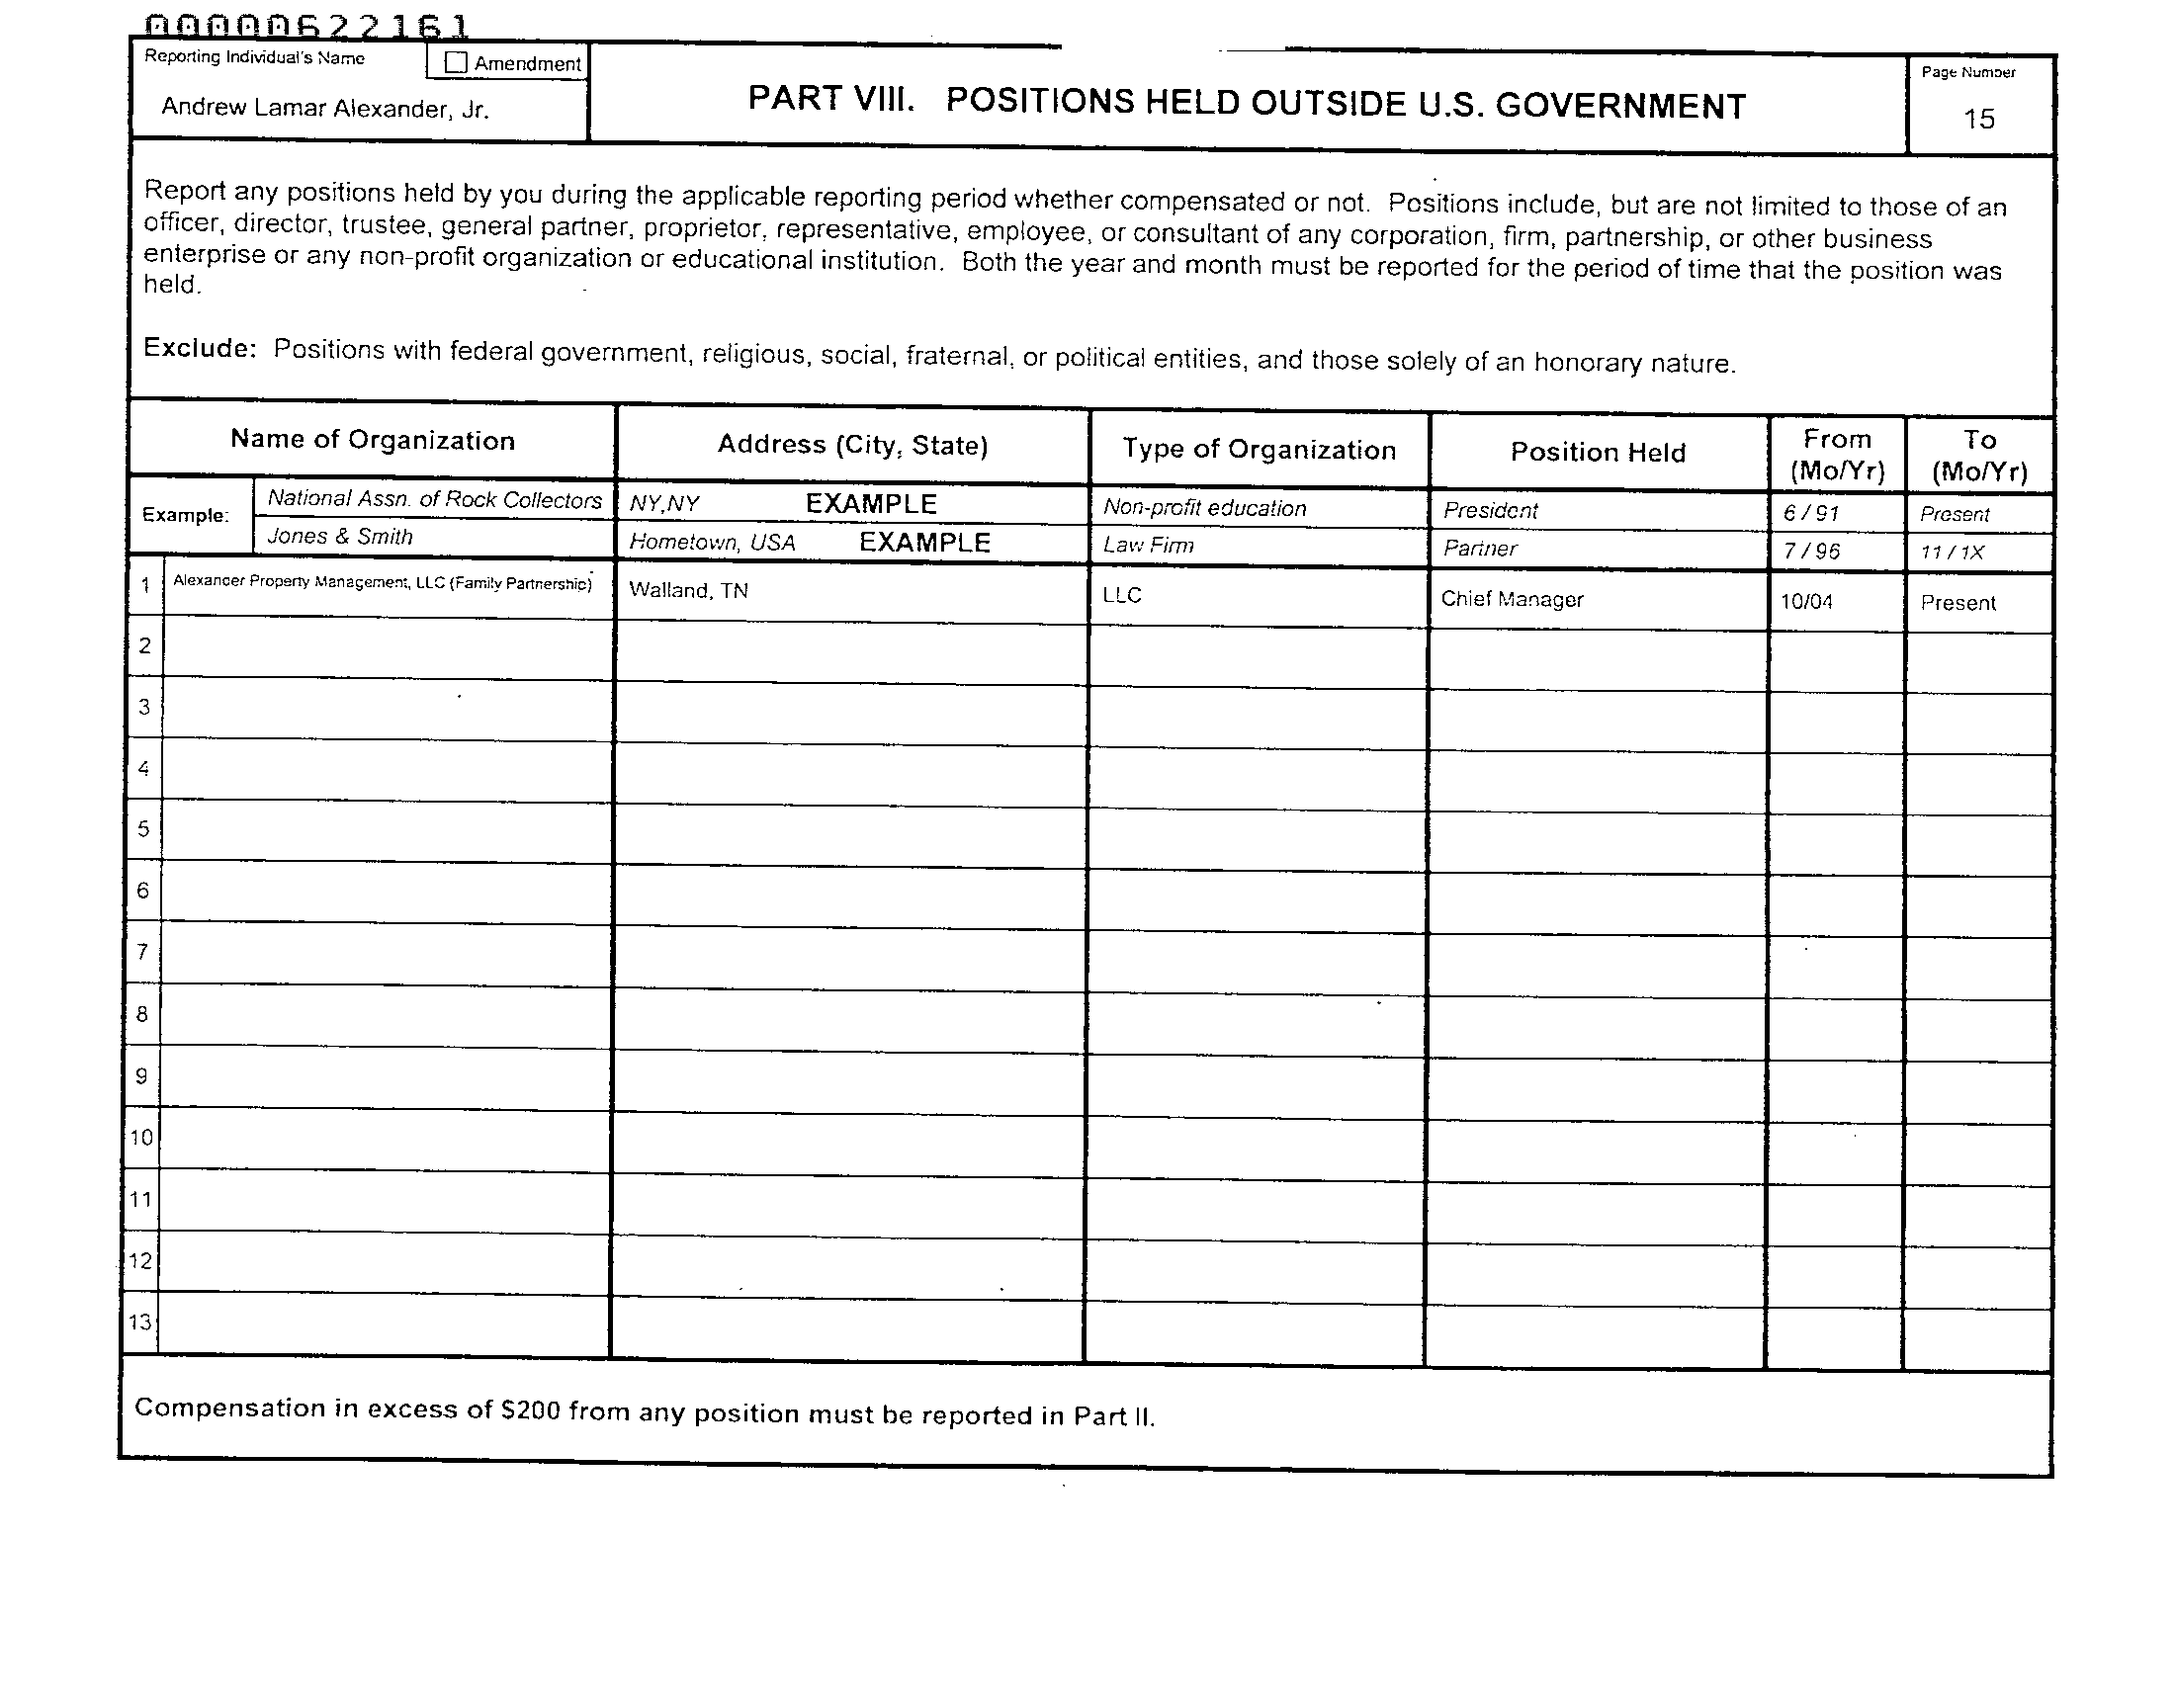 00000622161
Reporting Individual's Name
Amendment
Andrew Lamar Alexander, Jr.
PART VIII. POSITIONS HELD OUTSIDE U.S. GOVERNMENT
Page Number
15
Report any positions held by you during the applicable reporting period whether compensated or not. Positions include, but are not limited to those of an
officer, director, trustee, general partner, proprietor, representative, employee, or consultant of any corporation, firm, partnership, or other business
enterprise or any non-profit organization or educational institution. Both the year and month must be reported for the period of time that the position was
held.
Exclude: Positions with federal government, religious, social, fraternal, or political entities, and those solely of an honorary nature.
Name of Organization Address (City, State) Type of Organization Position Held From (Mo/Yr) To (Mo/Yr)
Example: National Assn. of Rock Collectors NY,NY EXAMPLE Non-profit education President 6 / 91 Present
Jones & Smith Hometown, USA EXAMPLE Law Firm Partner 7 / 96 11 / 1X
1 Alexander Property Management, LLC (Family Partnership) Walland, TN LLC Chief Manager 10/04 Present
2
3
4
5
6
7
8
9
10
11
12
13
Compensation in excess of $200 from any position must be reported in Part II.